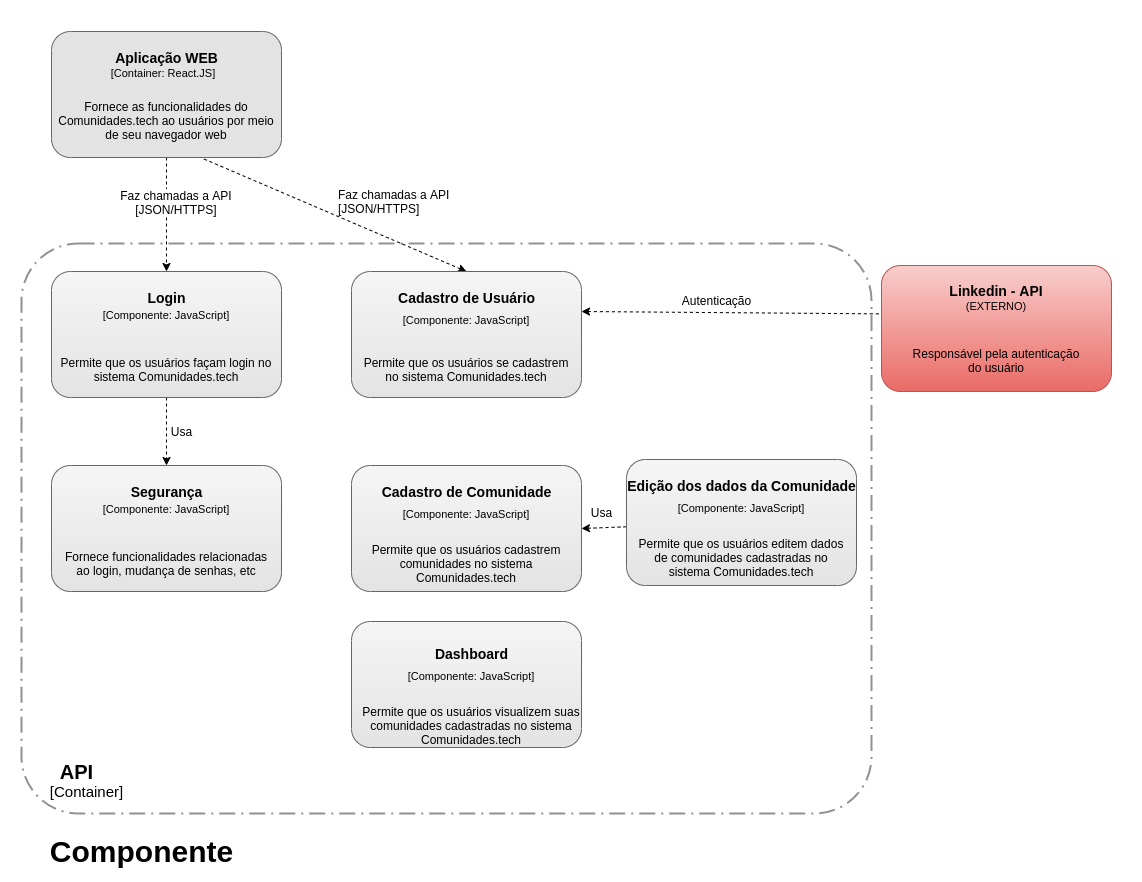 Aplicação WEB
[Container: React.JS]
Fornece as funcionalidades do
Comunidades.tech ao usuários por meio
de seu navegador web
Faz chamadas a API
[JSON/HTTPS]
Faz chamadas a API
[JSON/HTTPS]
Login
[Componente: JavaScript]
Permite que os usuários façam login no
sistema Comunidades.tech
Cadastro de Usuário
[Componente: JavaScript]
Permite que os usuários se cadastrem
no sistema Comunidades.tech
Autenticação
Linkedin - API
(EXTERNO)
Responsável pela autenticação
do usuário
Usa
Segurança
[Componente: JavaScript]
Fornece funcionalidades relacionadas
ao login, mudança de senhas, etc
Cadastro de Comunidade
[Componente: JavaScript]
Permite que os usuários cadastrem
comunidades no sistema
Comunidades.tech
Usa
Edição dos dados da Comunidade
[Componente: JavaScript]
Permite que os usuários editem dados
de comunidades cadastradas no
sistema Comunidades.tech
Dashboard
[Componente: JavaScript]
Permite que os usuários visualizem suas
comunidades cadastradas no sistema
Comunidades.tech
API
[Container]
Componente